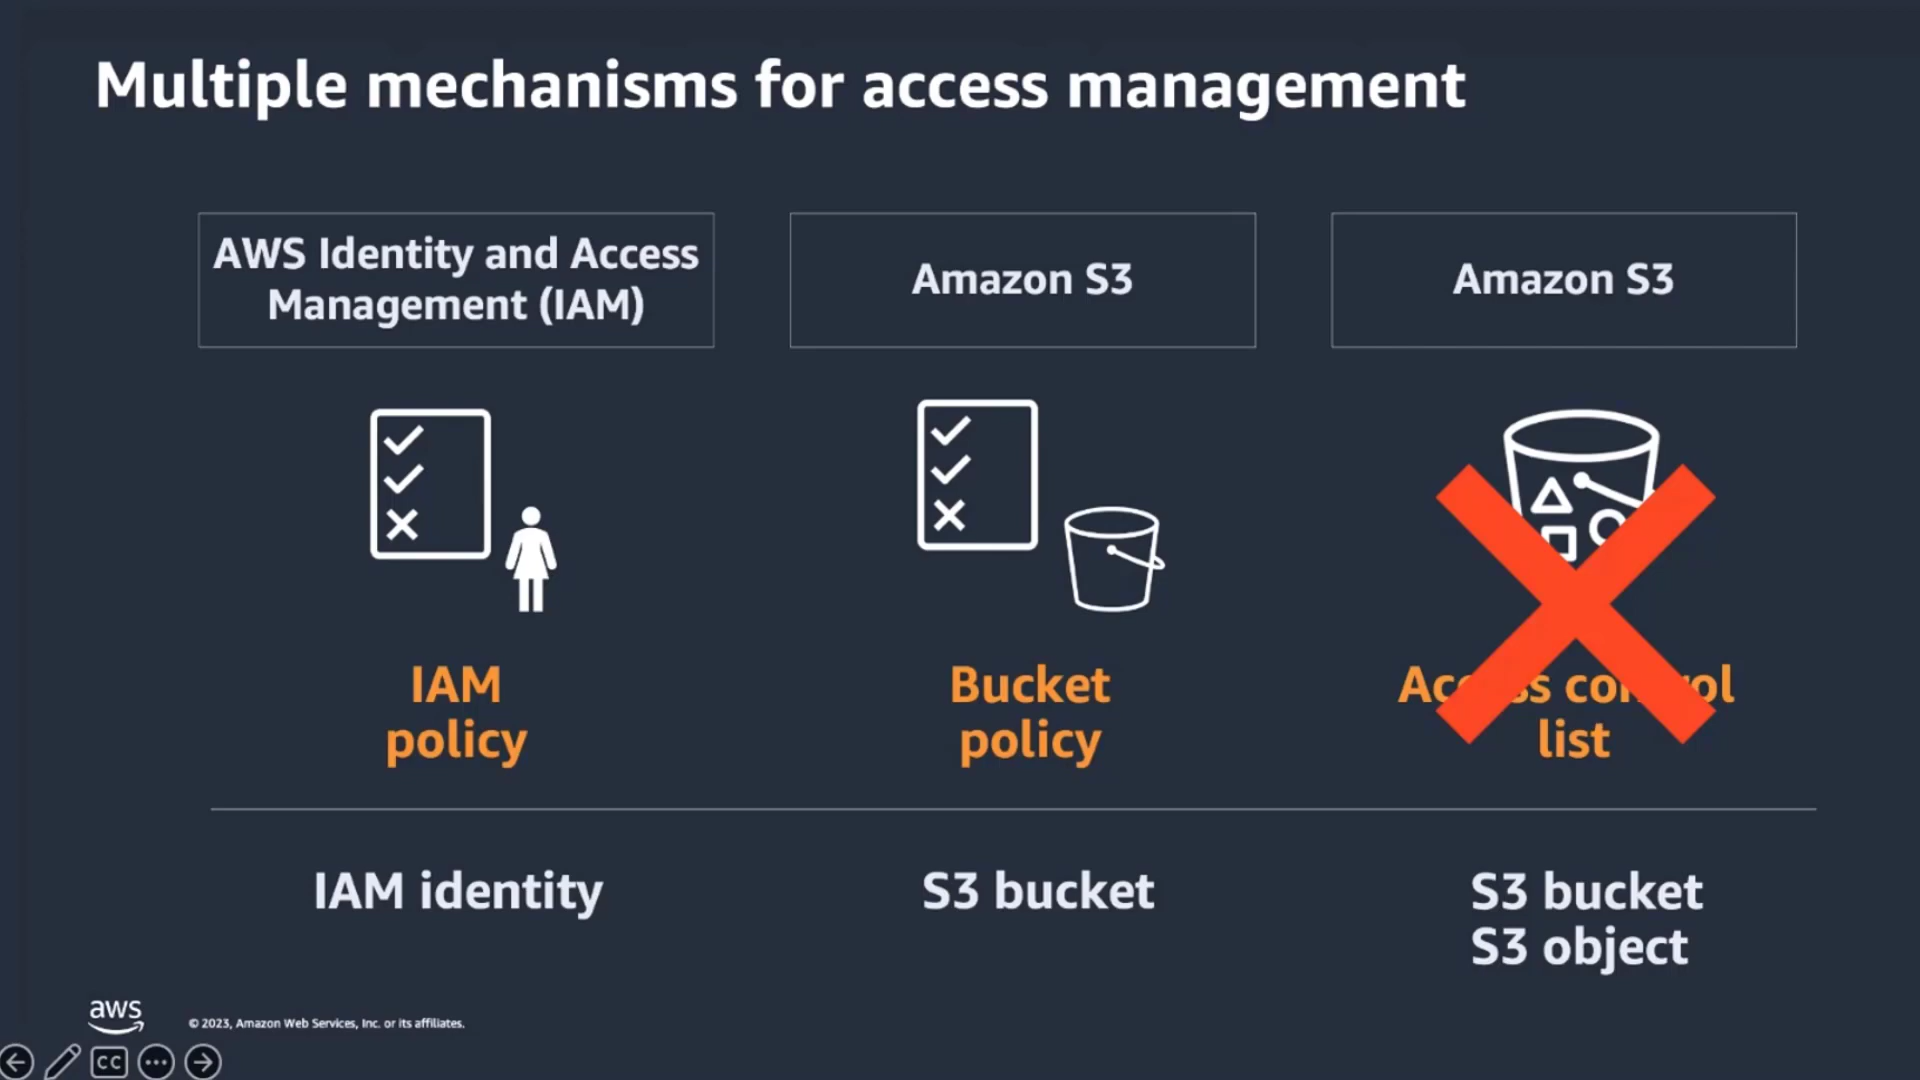 Multiple mechanisms for access management
AWS Identity and Access
Management (IAM)
Amazon S3
Amazon S3
IAM
policy
Bucket
policy
Access control
list
IAM identity
S3 bucket
S3 bucket
S3 object
aws
© 2023, Amazon Web Services, Inc. or its affiliates.
CC